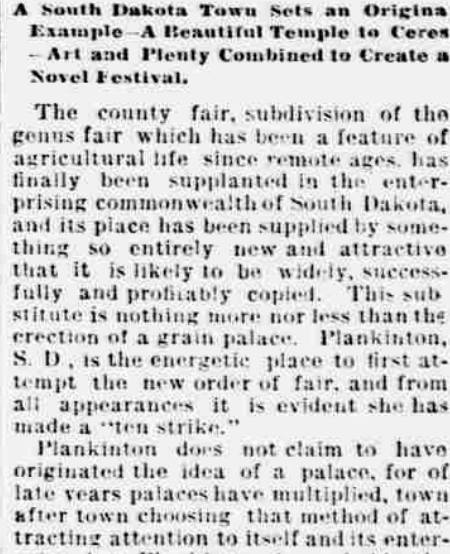 A South Dakota Town Sets an Origina
Example—A Beautiful Temple to Ceres
—Art and Plenty Combined to Create a
Novel Festival.
The county fair, subdivision of the
genus fair which has been a feature of
agricultural life since remote ages, has
finally been supplanted in the enter-
prising commonwealth of South Dakota,
and its place has been supplied by some-
thing so entirely new and attractive
that it is likely to be widely, success-
fully and profitably copied. This sub
stitute is nothing more nor less than the
erection of a grain palace. Plankinton,
S. D., is the energetic place to first at-
tempt the new order of fair, and from
all appearances it is evident she has
made a "ten strike."
Plankinton does not claim to have
originated the idea of a palace, for of
late years palaces have multiplied, town
after town choosing that method of at-
tracting attention to itself and its enter-